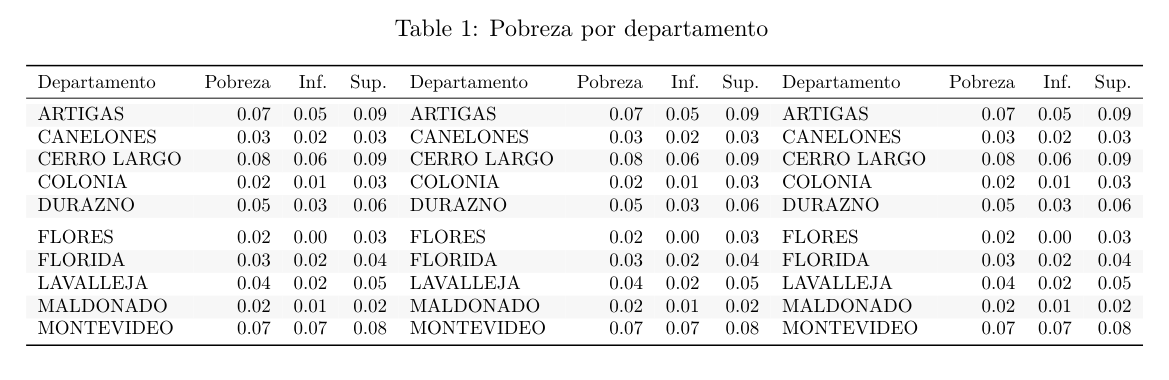 Table 1: Pobreza por departamento
Departamento Pobreza Inf. Sup. Departamento Pobreza Inf. Sup. Departamento Pobreza Inf. Sup.
ARTIGAS 0.07 0.05 0.09 ARTIGAS 0.07 0.05 0.09 ARTIGAS 0.07 0.05 0.09
CANELONES 0.03 0.02 0.03 CANELONES 0.03 0.02 0.03 CANELONES 0.03 0.02 0.03
CERRO LARGO 0.08 0.06 0.09 CERRO LARGO 0.08 0.06 0.09 CERRO LARGO 0.08 0.06 0.09
COLONIA 0.02 0.01 0.03 COLONIA 0.02 0.01 0.03 COLONIA 0.02 0.01 0.03
DURAZNO 0.05 0.03 0.06 DURAZNO 0.05 0.03 0.06 DURAZNO 0.05 0.03 0.06
FLORES 0.02 0.00 0.03 FLORES 0.02 0.00 0.03 FLORES 0.02 0.00 0.03
FLORIDA 0.03 0.02 0.04 FLORIDA 0.03 0.02 0.04 FLORIDA 0.03 0.02 0.04
LAVALLEJA 0.04 0.02 0.05 LAVALLEJA 0.04 0.02 0.05 LAVALLEJA 0.04 0.02 0.05
MALDONADO 0.02 0.01 0.02 MALDONADO 0.02 0.01 0.02 MALDONADO 0.02 0.01 0.02
MONTEVIDEO 0.07 0.07 0.08 MONTEVIDEO 0.07 0.07 0.08 MONTEVIDEO 0.07 0.07 0.08